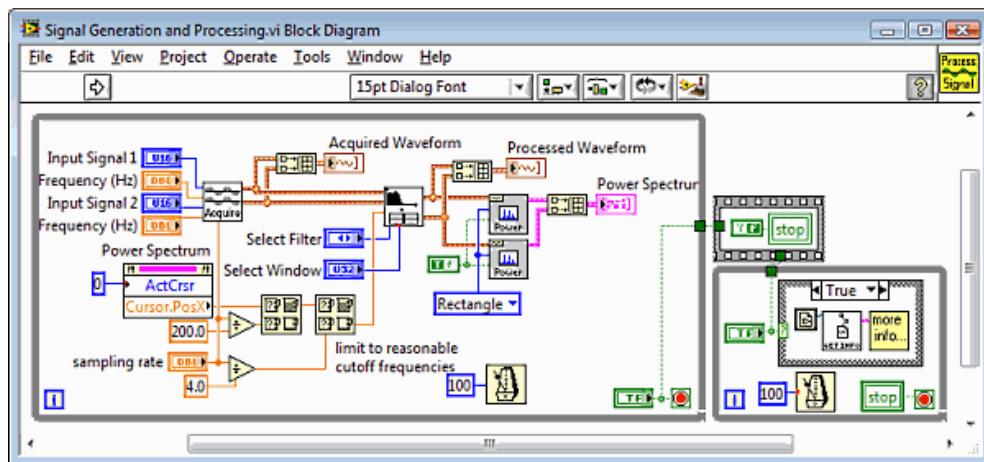 Signal Generation and Processing.vi Block Diagram
File Edit View Project Operate Tools Window Help
Process
Signal
15pt Dialog Font
Acquired Waveform
Processed Waveform
Power Spectrum
Input Signal 1 U16
Frequency (Hz) DBL
Input Signal 2 U16
Frequency (Hz) DBL
Acquire
Select Filter
Select Window U32
Power
Power
TF
Rectangle
Power Spectrum
0 ActCrsr
Cursor.PosX
200.0
sampling rate DBL
4.0
limit to reasonable
cutoff frequencies
100
TF
i
TF stop
True
TF
more
info...
i 100
stop